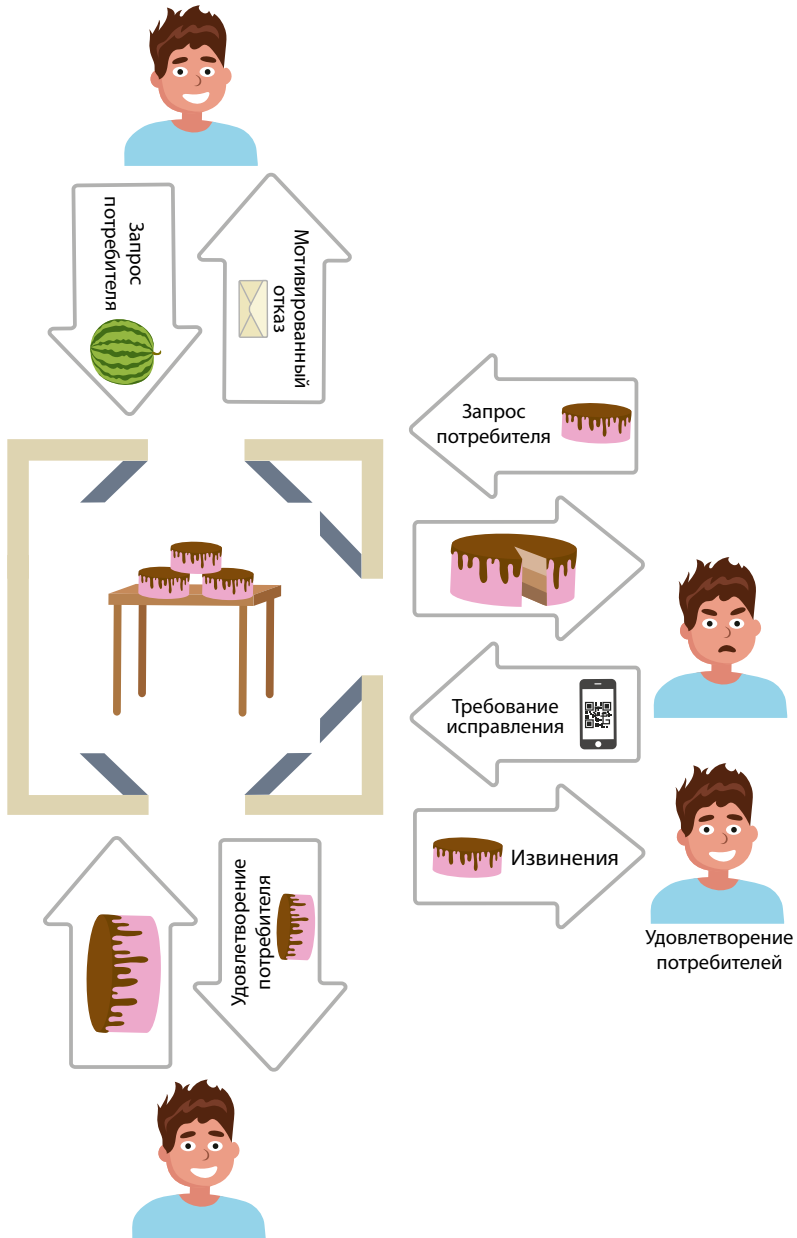 Запрос
потребителя
Мотивированный
отказ
Запрос
потребителя
Требование
исправления
Извинения
Удовлетворение
потребителей
Удовлетворение
потребителя